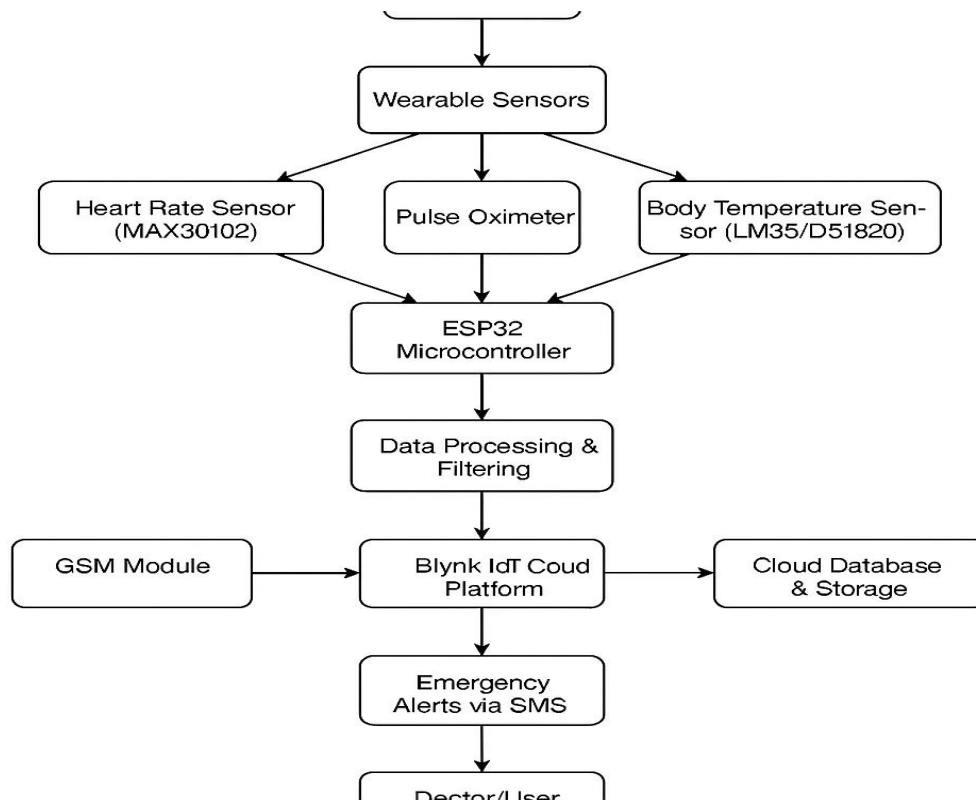 Wearable Sensors
Heart Rate Sensor
(MAX30102)
Pulse Oximeter
Body Temperature Sen-
sor (LM35/D51820)
ESP32
Microcontroller
Data Processing &
Filtering
GSM Module
Blynk IdT Coud
Platform
Cloud Database
& Storage
Emergency
Alerts via SMS
Dector/User